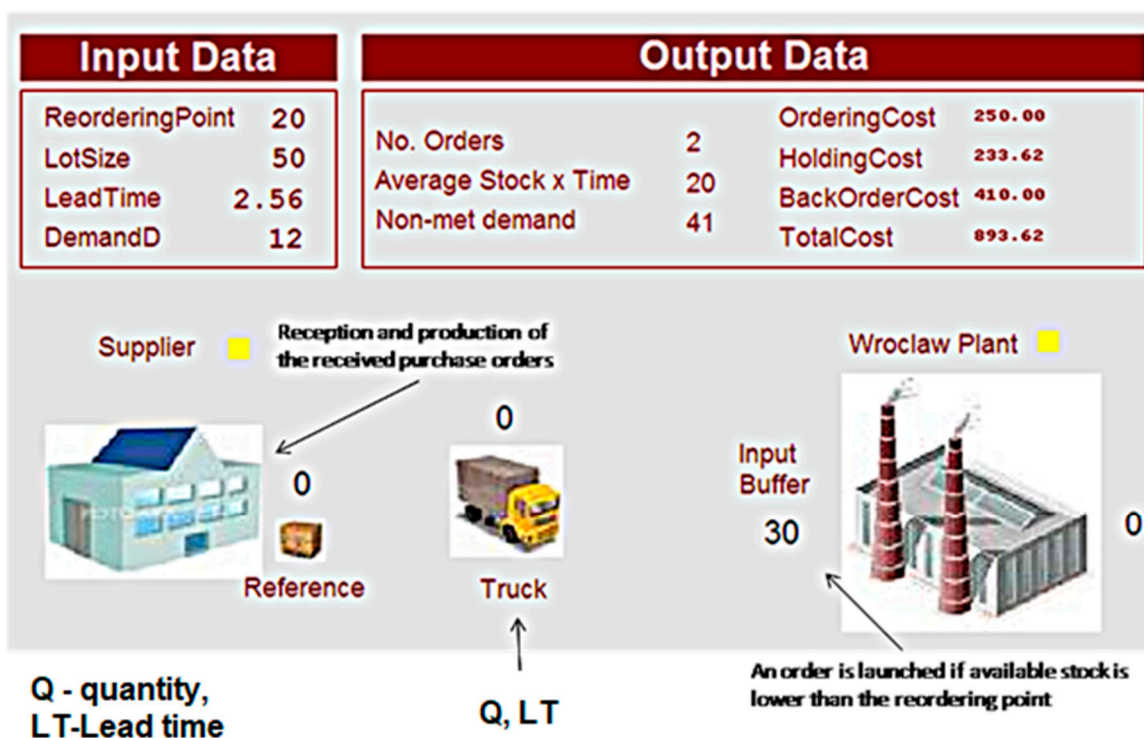 Input Data
ReorderingPoint 20
LotSize 50
LeadTime 2.56
DemandD 12
Output Data
No. Orders 2
Average Stock x Time 20
Non-met demand 41
OrderingCost 250.00
HoldingCost 233.62
BackOrderCost 410.00
TotalCost 893.62
Supplier
Reception and production of
the received purchase orders
Wroclaw Plant
0
0
Reference
Truck
Input
Buffer
30
0
Q - quantity,
LT-Lead time
Q, LT
An order is launched if available stock is
lower than the reordering point